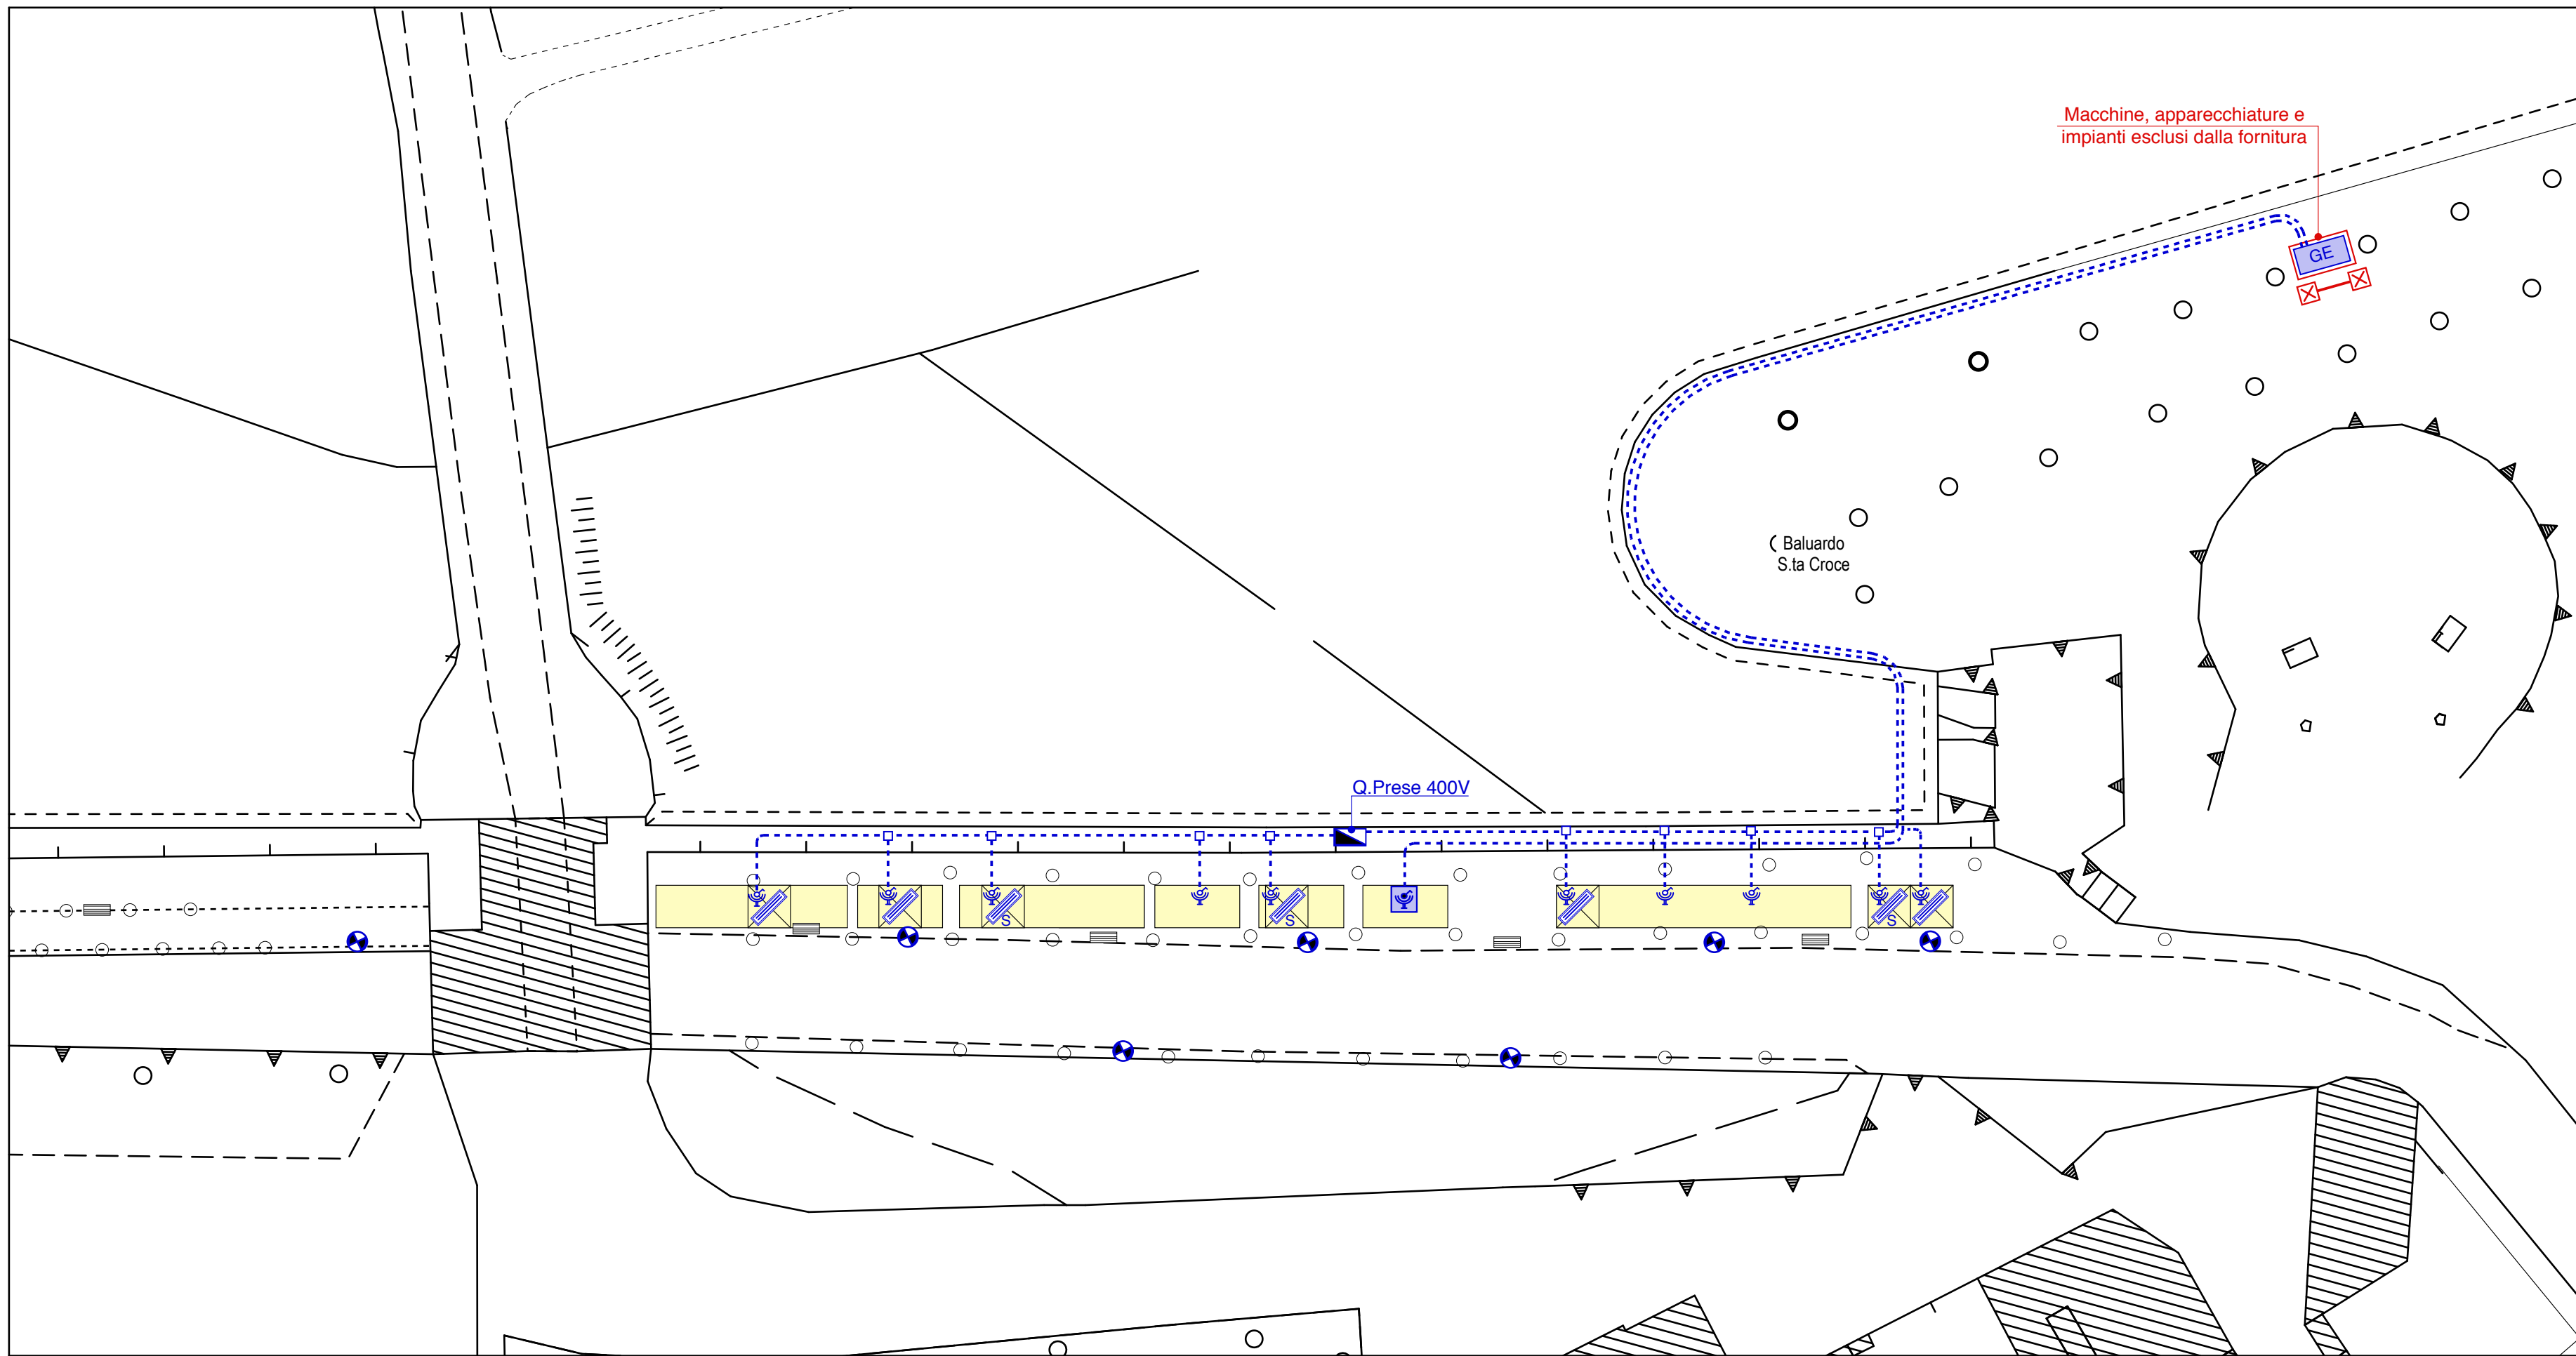 Macchine, apparecchiature e
impianti esclusi dalla fornitura
GE
Baluardo
S.ta Croce
Q.Prese 400V
S
S
S